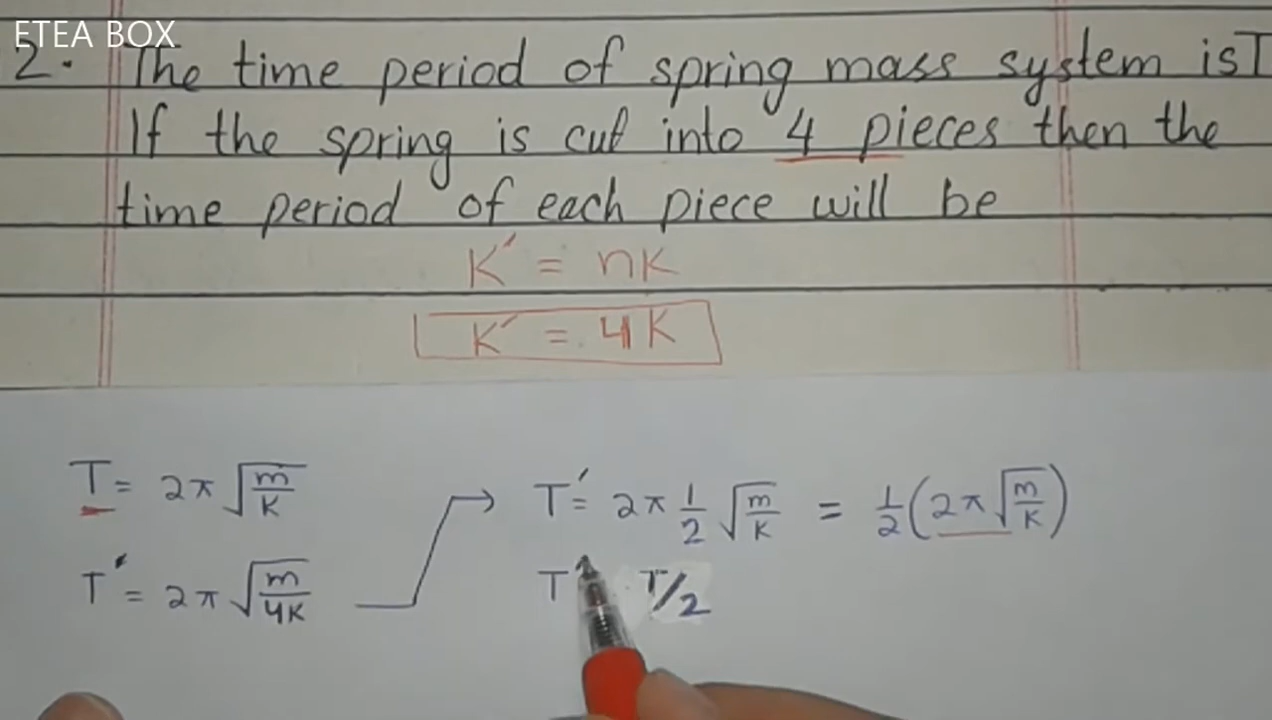 ETEA BOX
2. The time period of spring mass system is T
If the spring is cut into 4 pieces then the
time period of each piece will be
K' = nK
K' = 4K
T = 2π √(m/K)
T' = 2π √(m/4K)
T' = 2π 1/2 √(m/K) = 1/2 (2π √(m/K))
T' T/2